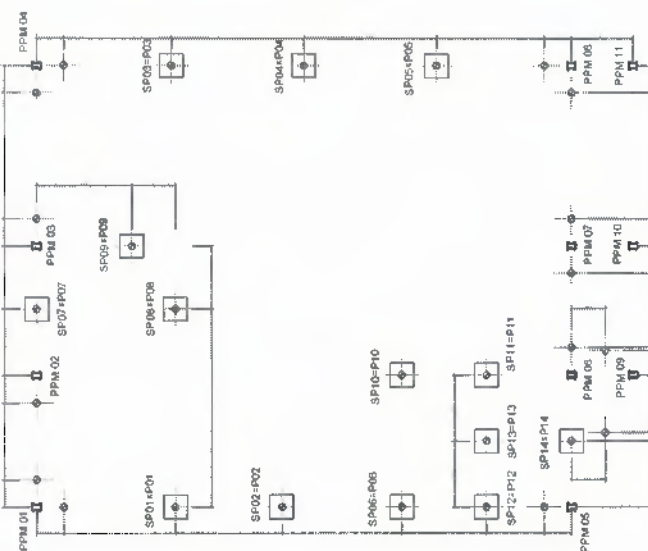 PPM 04
SP03=P03
SP04=P04
SP05=P05
PPM
PPM 11
PPM 03
SP09=P09
PPM 07
PPM 10
SP07=P07
SP08=P08
PPM 02
SP10=P10
SP11=P11
PPM
PPM 09
SP13=P13
SP14=P14
PPM 01
SP01=P01
SP02=P02
SP06=P06
SP12=P12
PPM 05